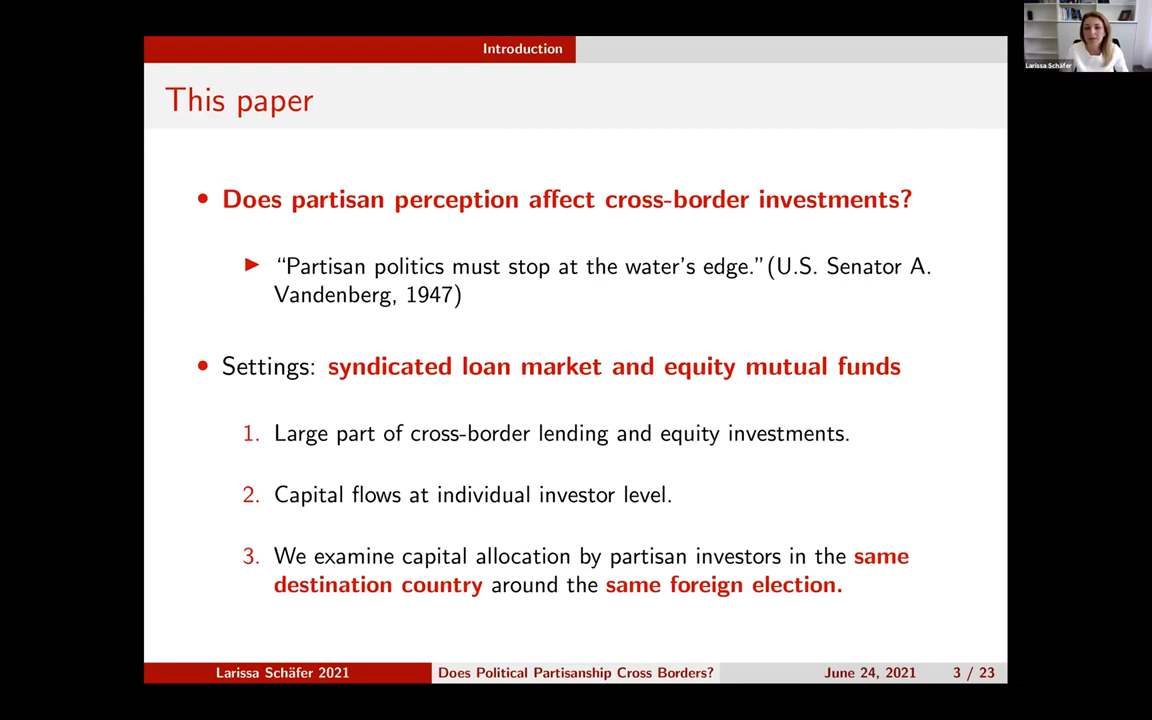 Introduction
This paper
• Does partisan perception affect cross-border investments?
▶ “Partisan politics must stop at the water’s edge.”(U.S. Senator A.
Vandenberg, 1947)
• Settings: syndicated loan market and equity mutual funds
1. Large part of cross-border lending and equity investments.
2. Capital flows at individual investor level.
3. We examine capital allocation by partisan investors in the same
destination country around the same foreign election.
Larissa Schäfer 2021 Does Political Partisanship Cross Borders? June 24, 2021 3 / 23
Larissa Schäfer